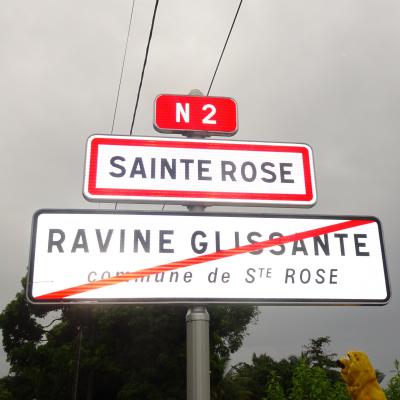 N 2
SAINTE ROSE
RAVINE GLISSANTE
commune de STE ROSE